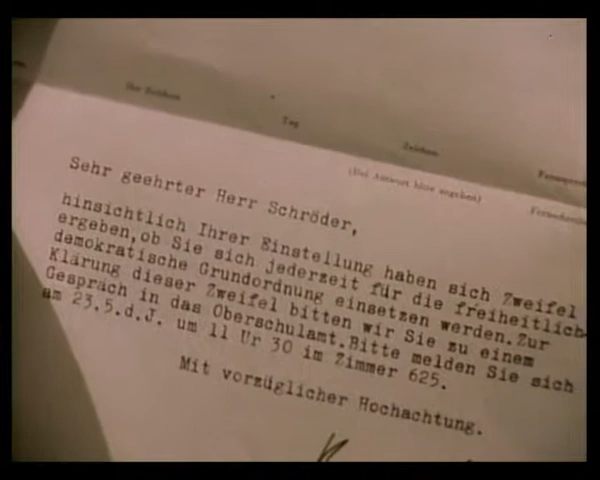 Ihr Zeichen
Tag
Zeichen
(Bei Antwort bitte angeben)
Sehr geehrter Herr Schröder,
hinsichtlich Ihrer Einstellung haben sich Zweifel
ergeben,ob Sie sich jederzeit für die freiheitlich-
demokratische Grundordnung einsetzen werden.Zur
Klärung dieser Zweifel bitten wir Sie zu einem
Gespräch in das Oberschulamt.Bitte melden Sie sich
am 23.5.d.J. um 11 Ur 30 im Zimmer 625.
Mit vorzüglicher Hochachtung.